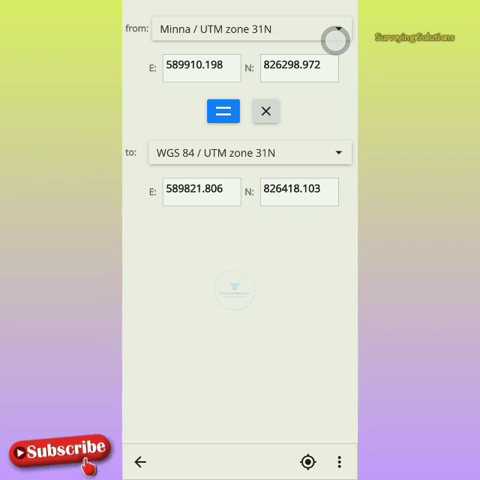 from: Minna / UTM zone 31N
SurveyingSolutions
E: 589910.198 N: 826298.972
to: WGS 84 / UTM zone 31N
E: 589821.806 N: 826418.103
Subscribe